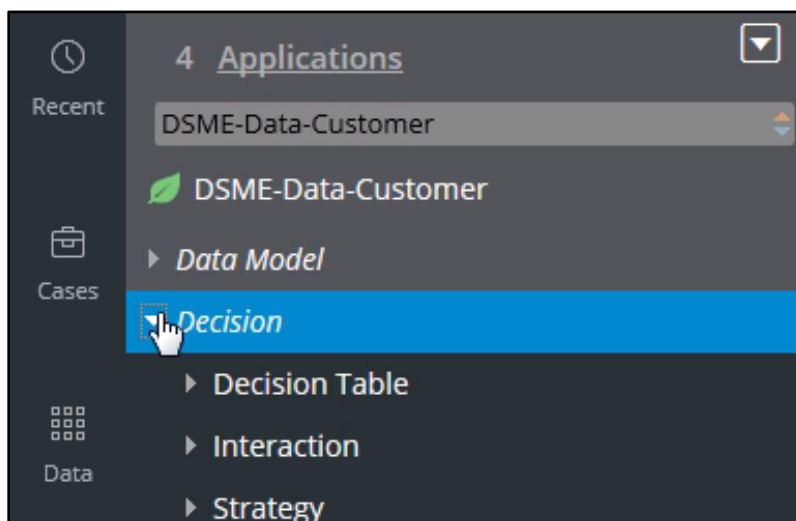 Recent
Cases
Data
4 Applications
DSME-Data-Customer
DSME-Data-Customer
Data Model
Decision
Decision Table
Interaction
Strategy